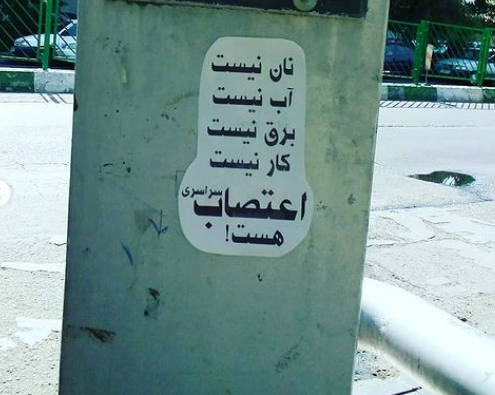 نان نیست
آب نیست
برق نیست
کار نیست
سراسری
اعتصاب
هست!